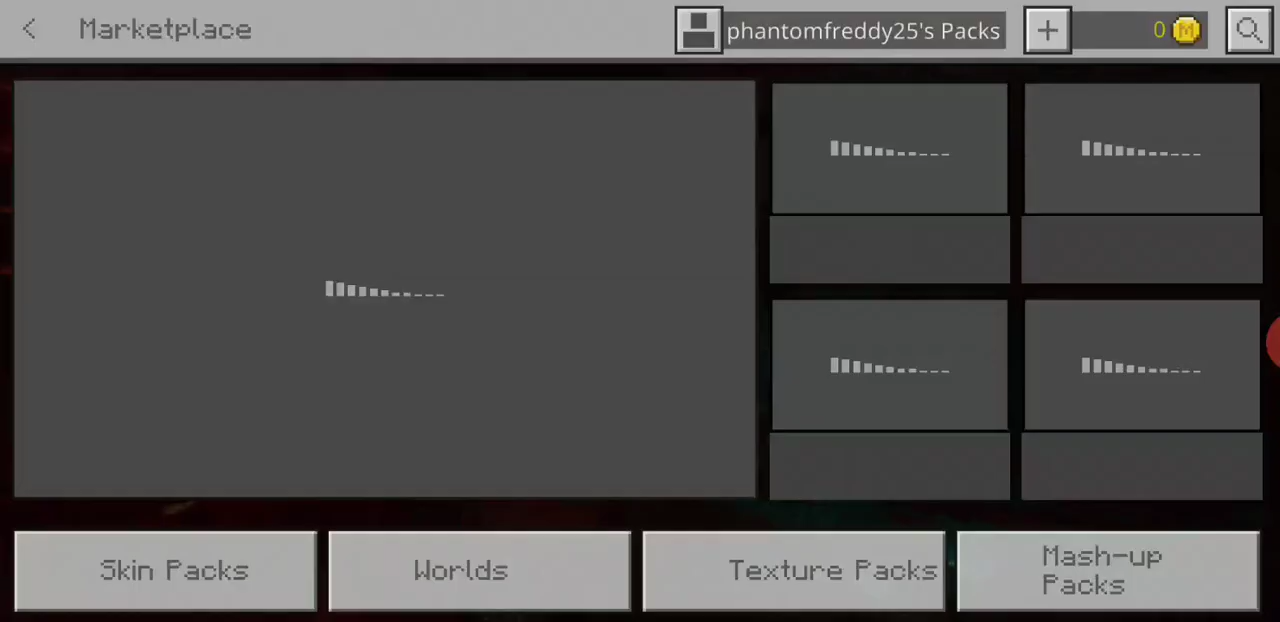 Marketplace
phantomfreddy25's Packs
0
Skin Packs
Worlds
Texture Packs
Mash-up
Packs